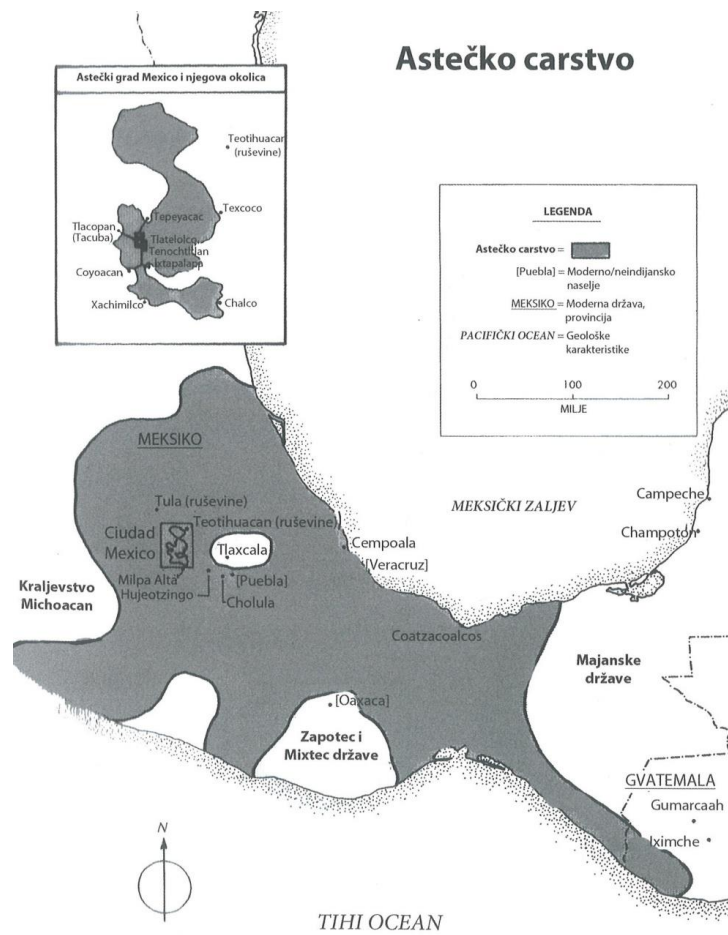 Astečko carstvo
Astečki grad Mexico i njegova okolica
Teotihuacan
(ruševine)
Texcoco
Tepeyacac
Tlacopan
(Tacuba)
Tlatelolco
Tenochtitlan
Ixtapalapa
Coyoacan
Xachimilco
Chalco
LEGENDA
Astečko carstvo =
[Puebla] = Moderno/neindijansko
naselje
MEKSIKO = Moderna država,
provincija
PACIFIČKI OCEAN = Geološke
karakteristike
0 100 200
MILJE
MEKSIKO
MEKSIČKI ZALJEV
Campeche
Champoton
Tula (ruševine)
Teotihuacan (ruševine)
Ciudad
Mexico
Tlaxcala
Cempoala
[Veracruz]
Kraljevstvo
Michoacan
Milpa Alta
Hujeotzingo
[Puebla]
Cholula
Coatzacoalcos
Majanske
države
[Oaxaca]
Zapotec i
Mixtec države
GVATEMALA
Gumarcaah
Iximche
N
TIHI OCEAN